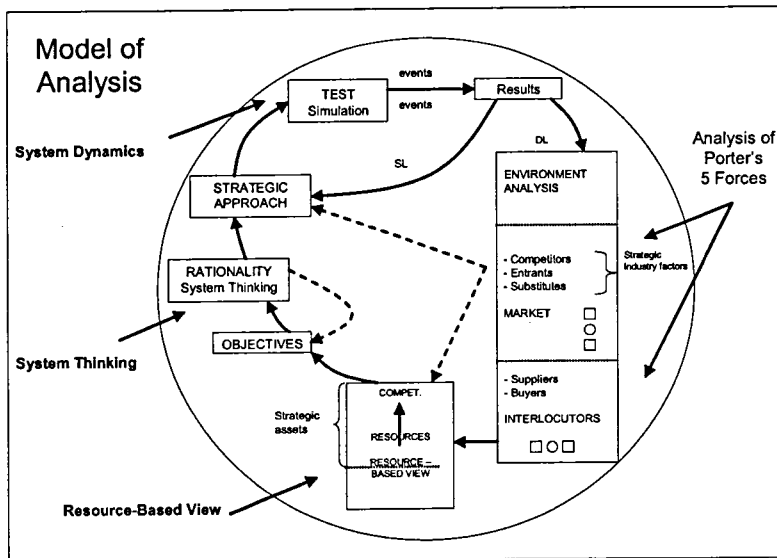 Model of
Analysis
events
TEST
Simulation
events
Results
System Dynamics
SL
DL
Analysis of
Porter's
5 Forces
STRATEGIC
APPROACH
ENVIRONMENT
ANALYSIS
- Competitors
- Entrants
- Substitutes
Strategic
Industry factors
MARKET
RATIONALITY
System Thinking
OBJECTIVES
System Thinking
- Suppliers
- Buyers
INTERLOCUTORS
Strategic
assets
COMPET.
RESOURCES
RESOURCE –
BASED VIEW
Resource-Based View